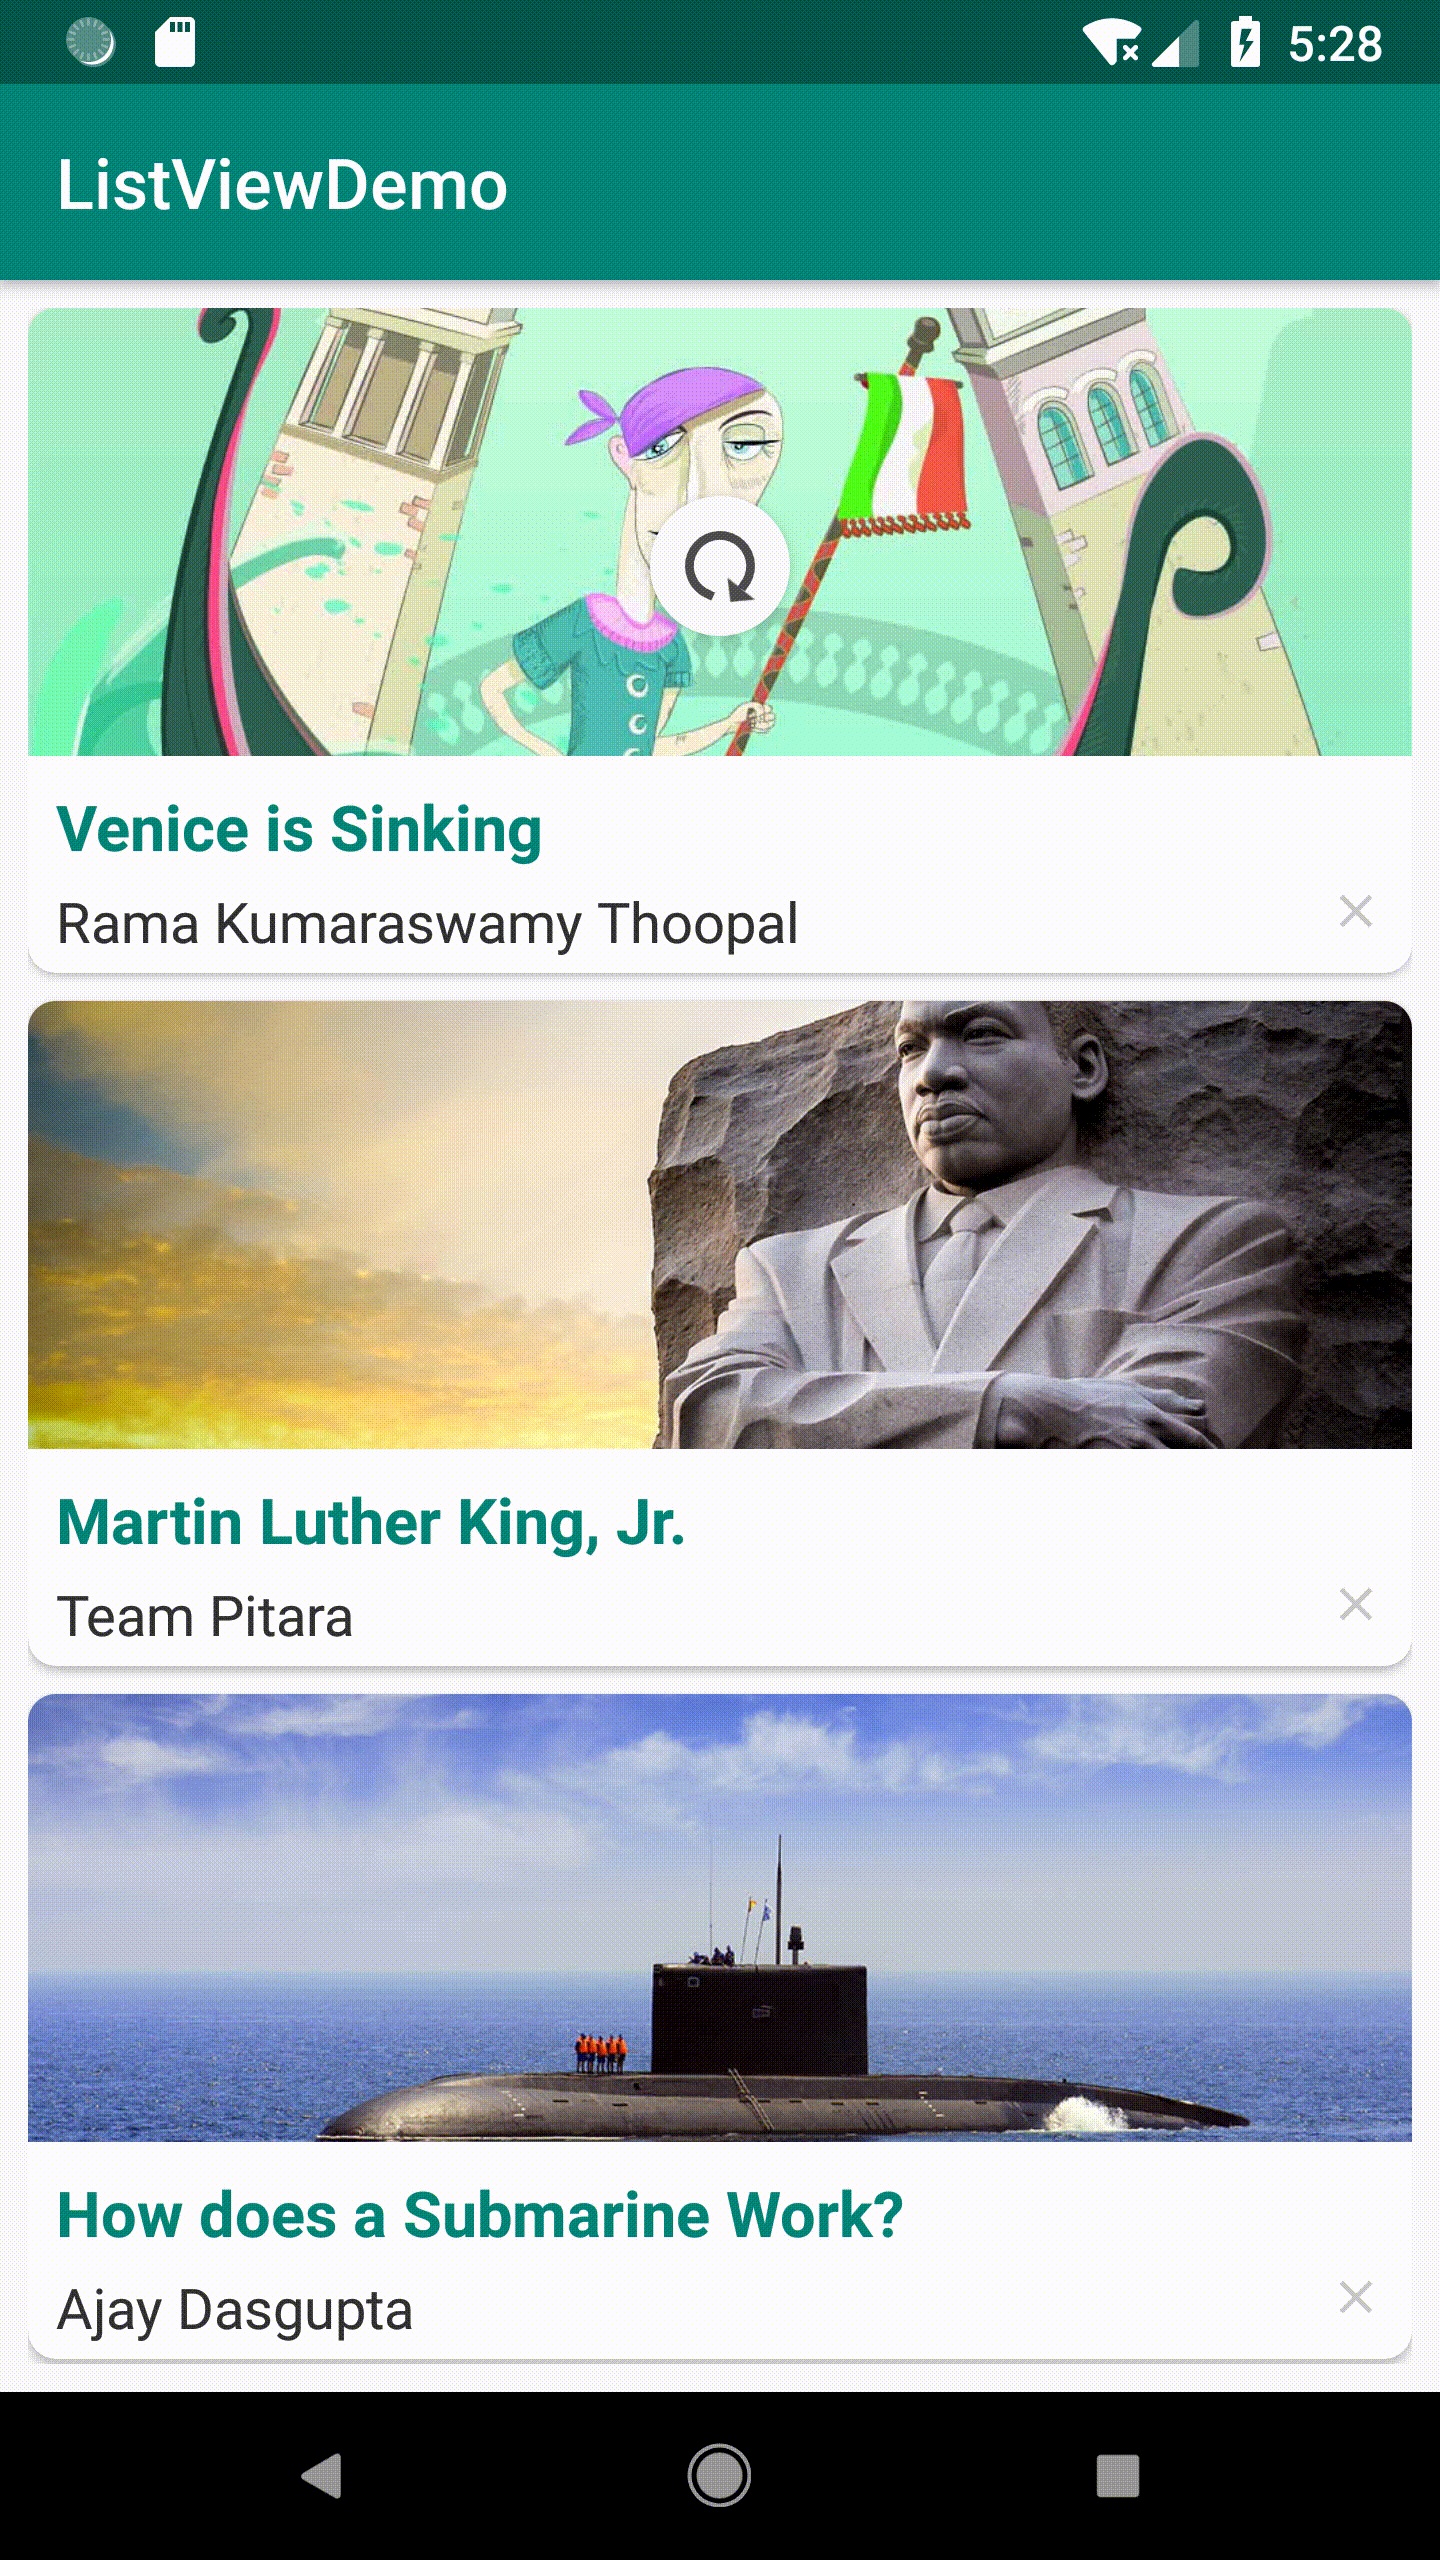 5:28
ListViewDemo
Venice is Sinking
Rama Kumaraswamy Thoopal
Martin Luther King, Jr.
Team Pitara
How does a Submarine Work?
Ajay Dasgupta